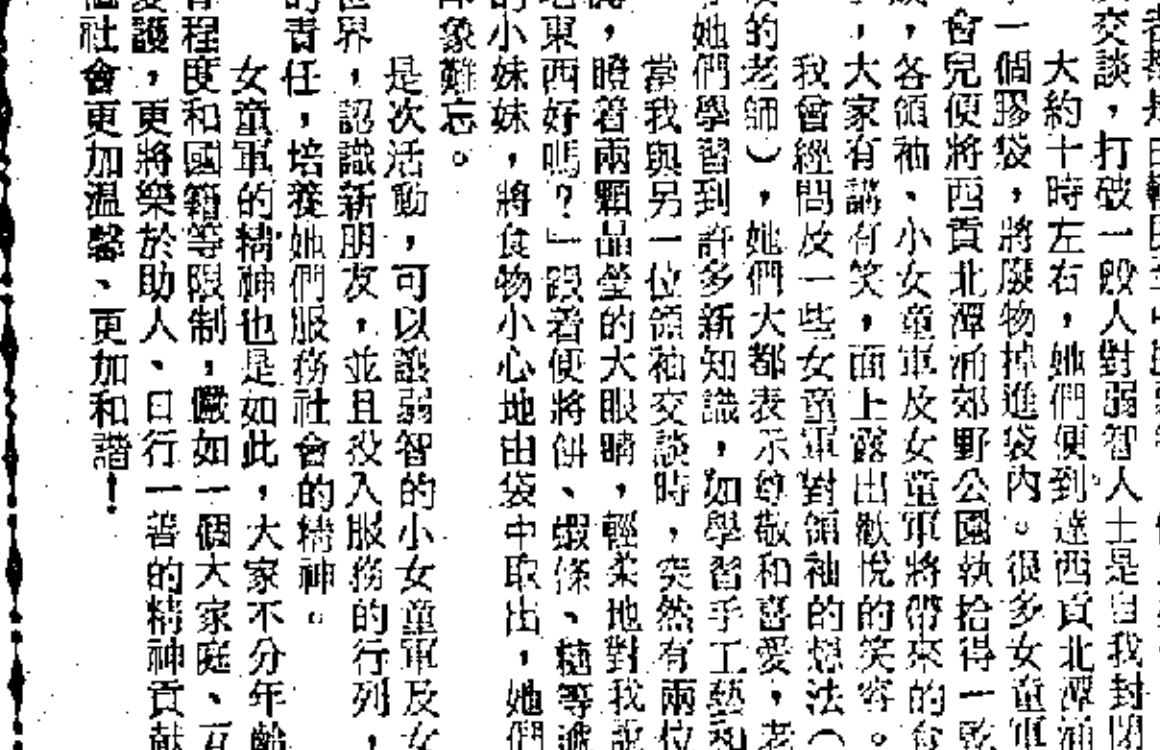 交談，打破一般人對弱智人士是自我封閉
大約十時左右，她們便到達西貢北潭涌
一個膠袋，將廢物掉進袋內。很多女童軍
會兒便將西貢北潭涌郊野公園執拾得一
，各領袖、小女童軍及女童軍將帶來的食
，大家有講有笑，面上露出歡悅的笑容。
我曾經問及一些女童軍對領袖的想法（
的老師），她們大都表示尊敬和喜愛，老
她們學習到許多新知識，如學習手工藝和
當我與另一位領袖交談時，突然有兩位
，瞪着兩顆晶瑩的大眼睛，輕柔地對我說
東西好嗎？」跟着便將餅、蝦條、糖等遞
的小妹妹，將食物小心地由袋中取出，她們
象難忘。
是次活動，可以讓弱智的小女童軍及女
世界，認識新朋友，並且投入服務的行列，
的責任，培養她們服務社會的精神。
女童軍的精神也是如此，大家不分年齡
程度和國籍等限制，儼如一個大家庭、互
愛護，更將樂於助人、日行一善的精神貢献
社會更加溫馨、更加和諧！